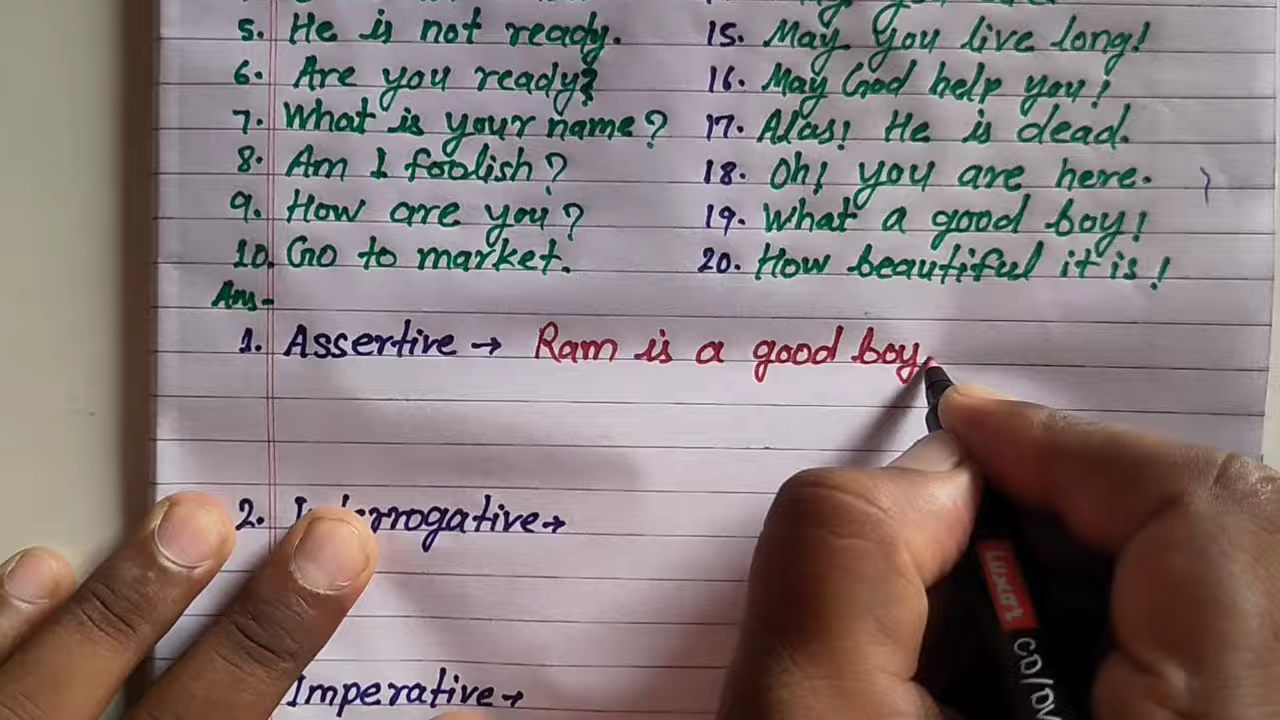 5. He is not ready.
6. Are you ready?
7. What is your name?
8. Am I foolish?
9. How are you?
10. Go to market.
15. May you live long!
16. May God help you!
17. Alas! He is dead.
18. Oh! you are here.
19. What a good boy!
20. How beautiful it is!
Ans-
1. Assertive → Ram is a good boy.
2. Interrogative →
Imperative →
LUXOR
CD/DV